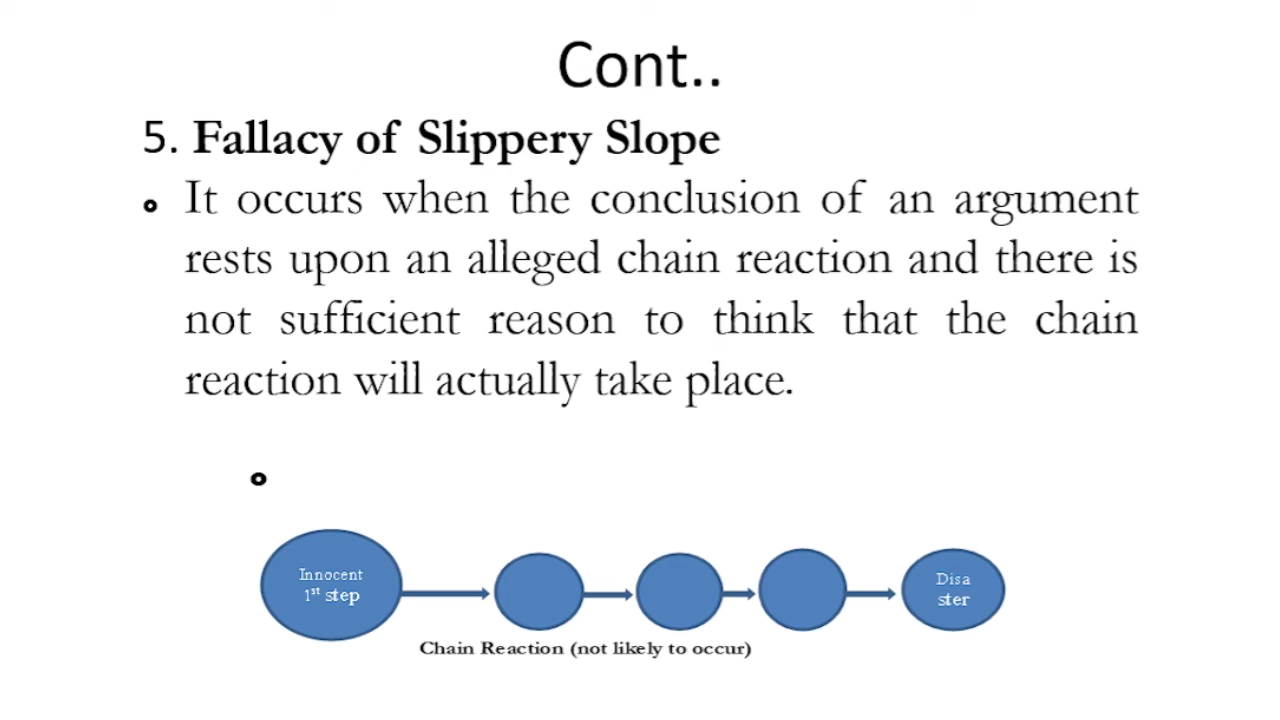 Cont..
5. Fallacy of Slippery Slope
It occurs when the conclusion of an argument
rests upon an alleged chain reaction and there is
not sufficient reason to think that the chain
reaction will actually take place.
Innocent
1st step
Disa
ster
Chain Reaction (not likely to occur)